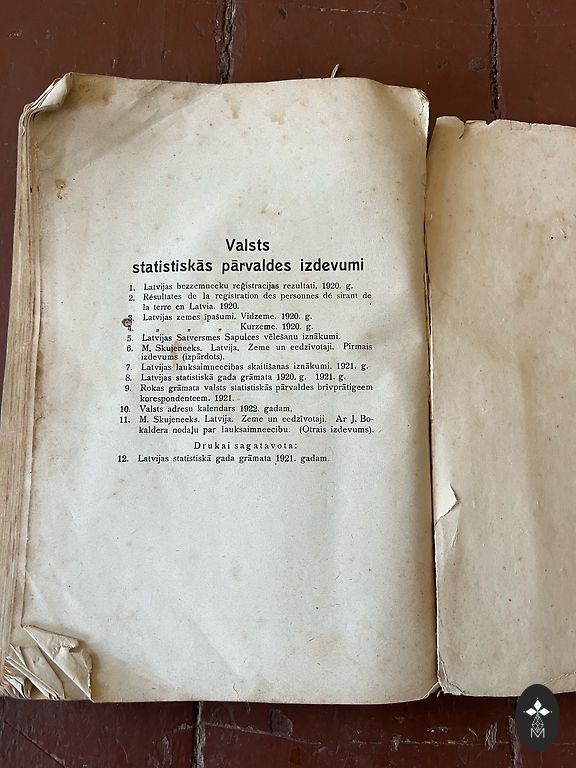 Valsts
statistiskās pārvaldes izdevumi
1. Latvijas bezzemneeku reģistracijas rezultati, 1920. g.
2. Résultates de la registration des personnes dé sirant de
la terre en Latvia. 1920.
3. Latvijas zemes īpašumi. Vidzeme. 1920. g.
4. „ „ „ Kurzeme. 1920. g.
5. Latvijas Satversmes Sapulces vēlešanu iznākumi.
6. M. Skujeneeks. Latvija. Zeme un eedzīvotaji. Pirmais
izdevums (izpārdots).
7. Latvijas lauksaimneecibas skaitišanas iznākumi. 1921. g.
8. Latvijas statistiskā gada grāmata 1920. g. 1921. g.
9. Rokas grāmata valsts statistiskās pārvaldes brīvprātigeem
korespondenteem. 1921.
10. Valsts adresu kalendars 1922. gadam.
11. M. Skujeneeks. Latvija. Zeme un eedzīvotaji. Ar J. Bo-
kaldera nodaļu par lauksaimneecibu. (Otrais izdevums).
Drukai sagatavota:
12. Latvijas statistiskā gada grāmata 1921. gadam.
M